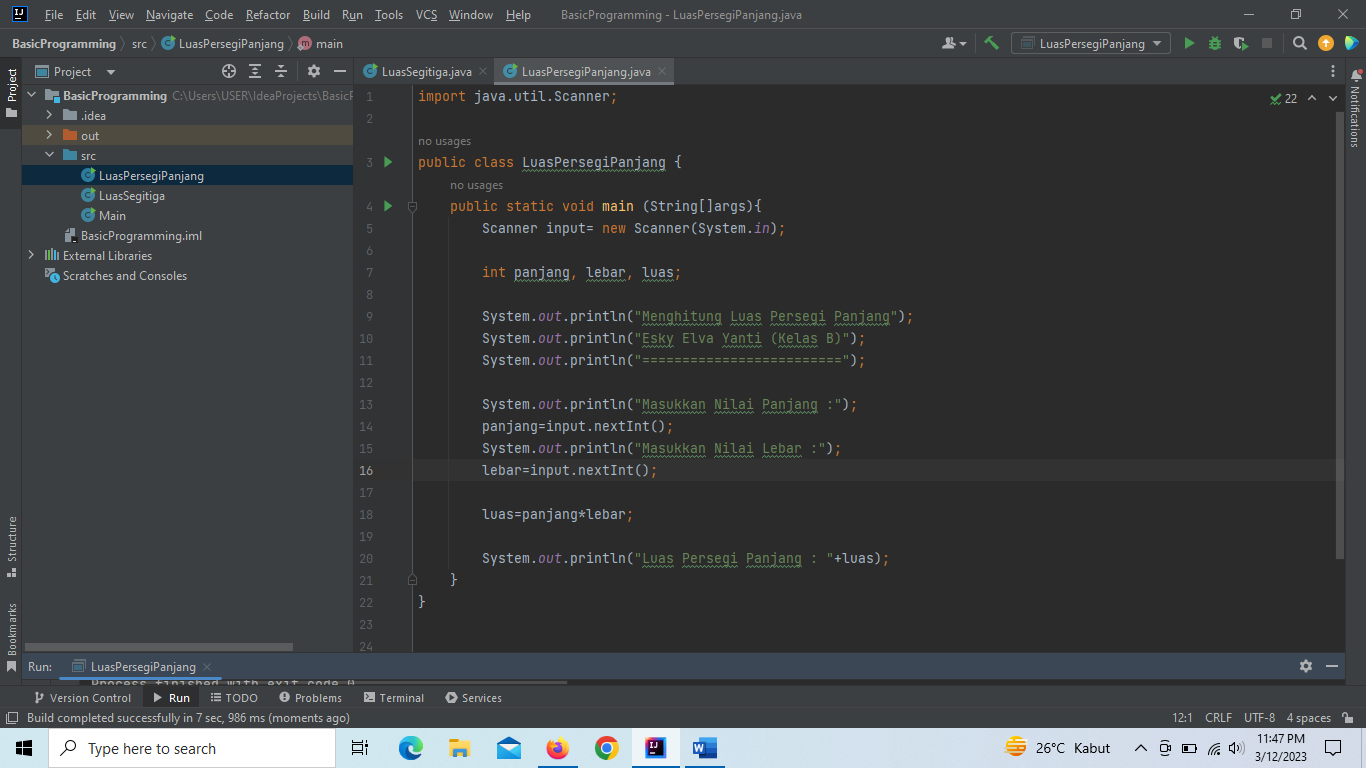 File Edit View Navigate Code Refactor Build Run Tools VCS Window Help BasicProgramming - LuasPersegiPanjang.java
BasicProgramming src LuasPersegiPanjang main LuasPersegiPanjang
Project
Project
LuasSegitiga.java
LuasPersegiPanjang.java
BasicProgramming C:\Users\USER\IdeaProjects\BasicP
.idea
out
src
LuasPersegiPanjang
LuasSegitiga
Main
BasicProgramming.iml
External Libraries
Scratches and Consoles
Structure
Bookmarks
22
Notifications
1 import java.util.Scanner;
2
no usages
3 public class LuasPersegiPanjang {
no usages
4 public static void main (String[]args){
5 Scanner input= new Scanner(System.in);
6
7 int panjang, lebar, luas;
8
9 System.out.println("Menghitung Luas Persegi Panjang");
10 System.out.println("Esky Elva Yanti (Kelas B)");
11 System.out.println("=========================");
12
13 System.out.println("Masukkan Nilai Panjang :");
14 panjang=input.nextInt();
15 System.out.println("Masukkan Nilai Lebar :");
16 lebar=input.nextInt();
17
18 luas=panjang*lebar;
19
20 System.out.println("Luas Persegi Panjang : "+luas);
21 }
22 }
23
24
Run: LuasPersegiPanjang
Process finished with exit code 0
Version Control Run TODO Problems Terminal Services
Build completed successfully in 7 sec, 986 ms (moments ago) 12:1 CRLF UTF-8 4 spaces
Type here to search 26°C Kabut 11:47 PM
3/12/2023